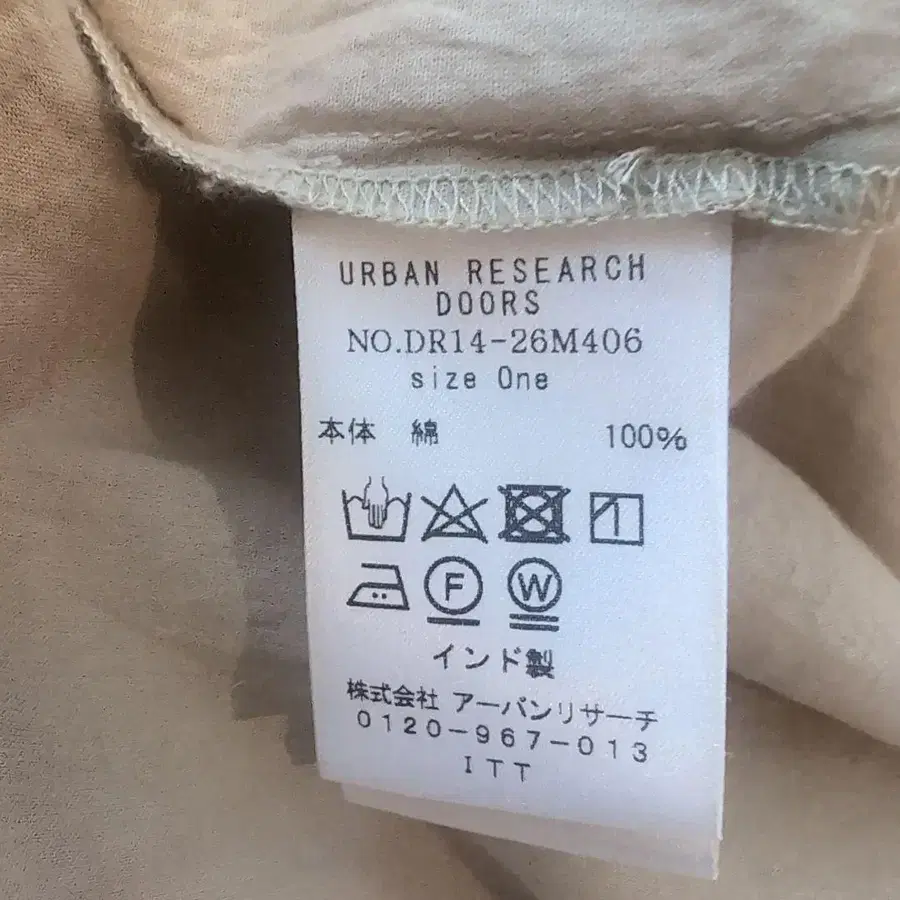 URBAN RESEARCH
DOORS
NO.DR14-26M406
size One
本体 綿 100%
F W
インド製
株式会社 アーバンリサーチ
0120-967-013
ITT